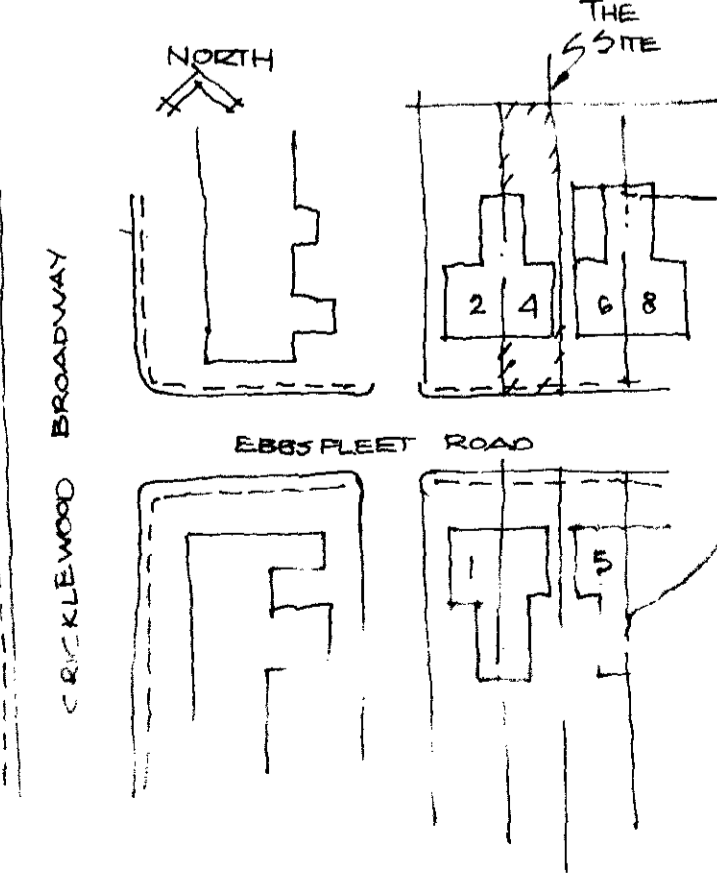 THE
SITE
NORTH
2 4 6 8
CRICKLEWOOD BROADWAY
EBBSFLEET ROAD
1 5